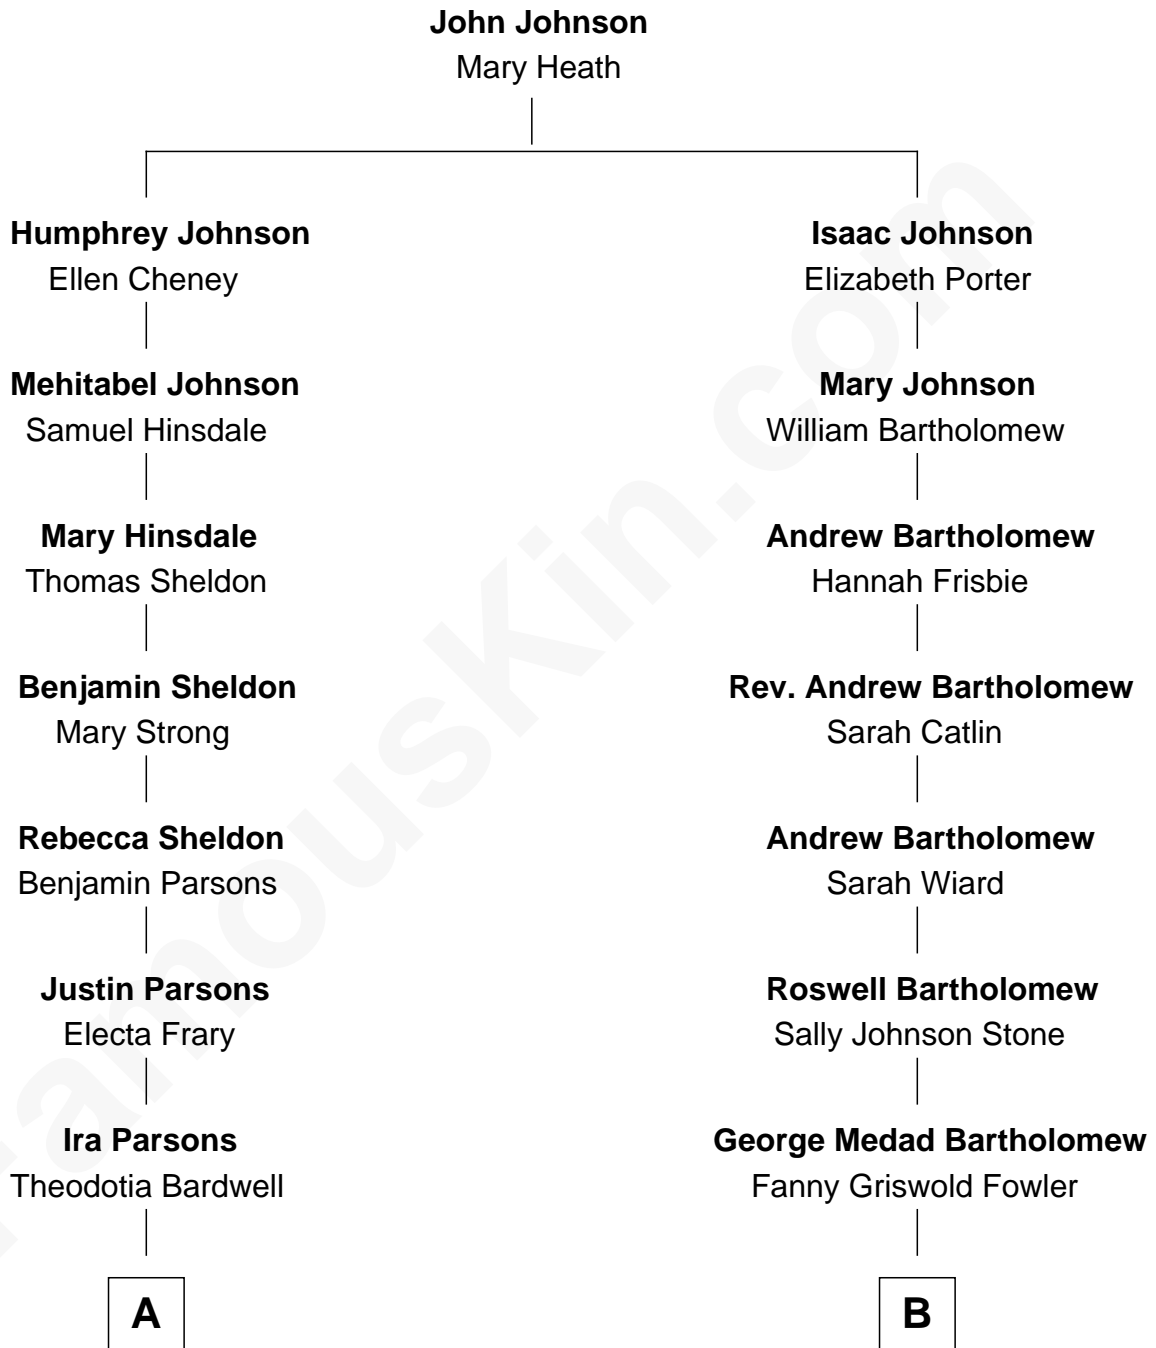 John Johnson
Mary Heath
Humphrey Johnson
Ellen Cheney
Isaac Johnson
Elizabeth Porter
Mehitabel Johnson
Samuel Hinsdale
Mary Johnson
William Bartholomew
Mary Hinsdale
Thomas Sheldon
Andrew Bartholomew
Hannah Frisbie
Benjamin Sheldon
Mary Strong
Rev. Andrew Bartholomew
Sarah Catlin
Rebecca Sheldon
Benjamin Parsons
Andrew Bartholomew
Sarah Wiard
Justin Parsons
Electa Frary
Roswell Bartholomew
Sally Johnson Stone
Ira Parsons
Theodotia Bardwell
George Medad Bartholomew
Fanny Griswold Fowler
A
B
FamousKin.com